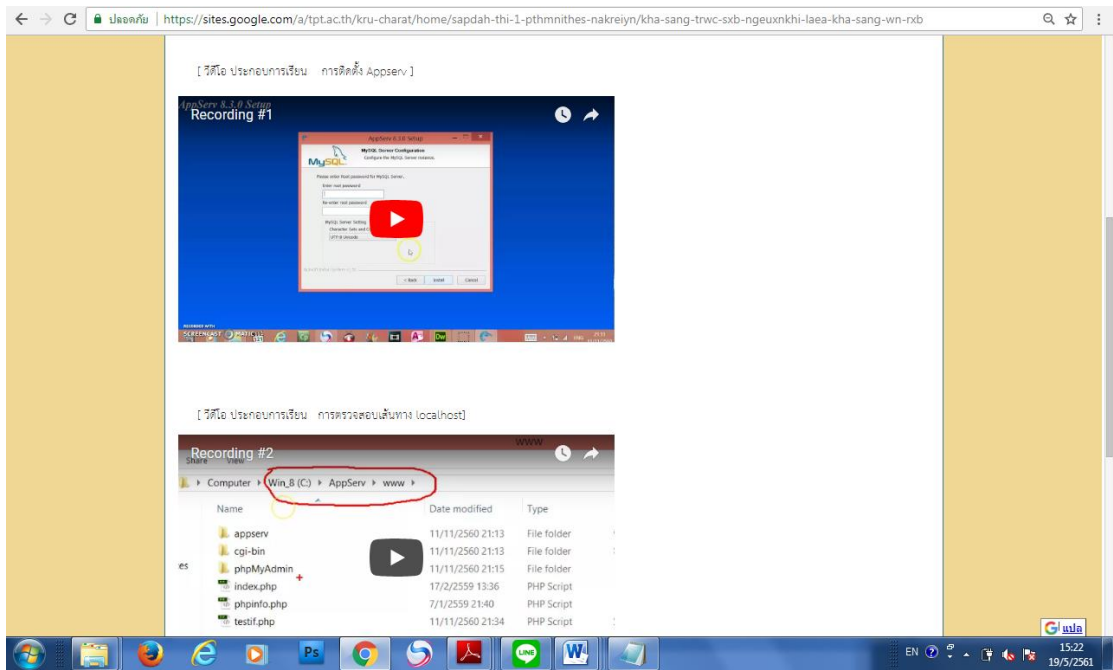 ปลอดภัย | https://sites.google.com/a/tpt.ac.th/kru-charat/home/sapdah-thi-1-pthmnithes-nakreiyn/kha-sang-trwc-sxb-ngeuxnkhi-laea-kha-sang-wn-rxb
[ วีดีโอ ประกอบการเรียน การติดตั้ง Appserv ]
AppServ 8.3.0 Setup
Recording #1
AppServ 8.3.0 Setup
MySQL Server Configuration
Configure the MySQL Server instance.
MySQL
Please enter Root password for MySQL Server.
Enter root password
Re-enter root password
MySQL Server Setting
Character Sets and
UTF-8 Unicode
< Back Install Cancel
RECORDED WITH
SCREENCAST MATIC
[ วีดีโอ ประกอบการเรียน การตรวจสอบเส้นทาง localhost]
www
Recording #2
Share View
Computer Win_8 (C:) AppServ www
Name Date modified Type
appserv 11/11/2560 21:13 File folder
cgi-bin 11/11/2560 21:13 File folder
phpMyAdmin 11/11/2560 21:15 File folder
index.php 17/2/2559 13:36 PHP Script
phpinfo.php 7/1/2559 21:40 PHP Script
testif.php 11/11/2560 21:34 PHP Script
G แปล
Ps LINE W EN 15:22
19/5/2561